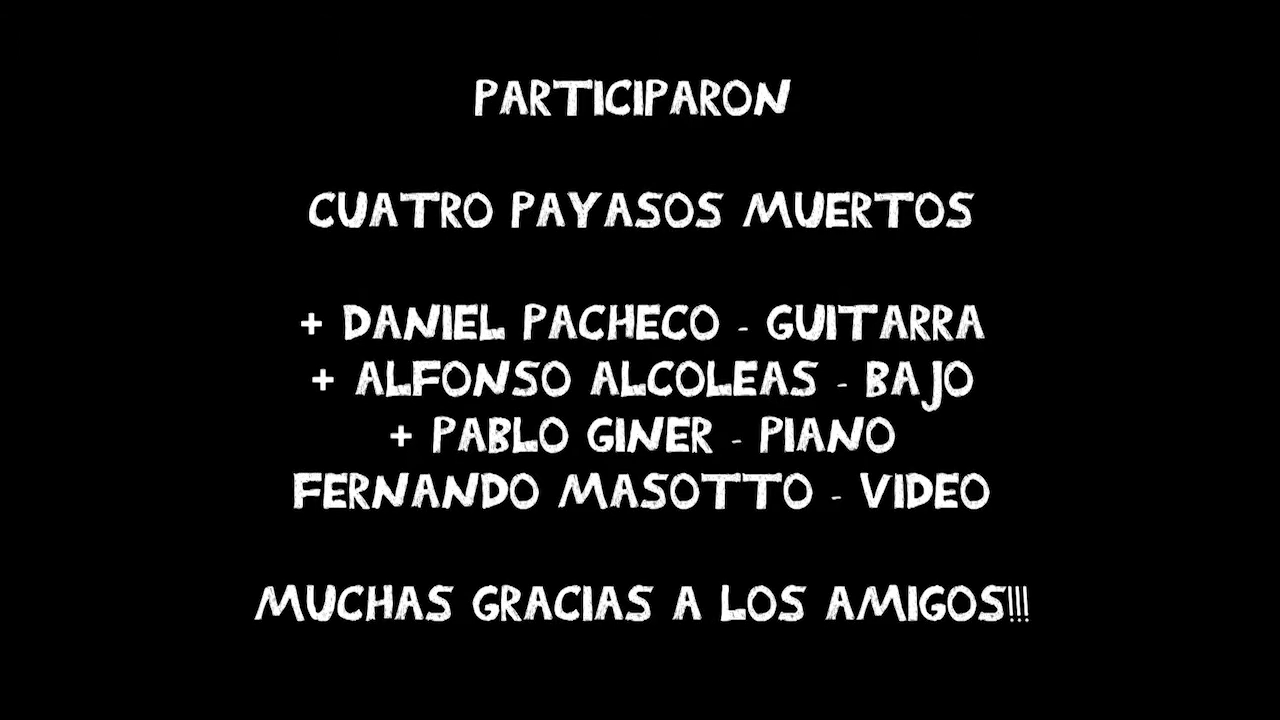 PARTICIPARON
CUATRO PAYASOS MUERTOS
+ DANIEL PACHECO - GUITARRA
+ ALFONSO ALCOLEAS - BAJO
+ PABLO GINER - PIANO
FERNANDO MASOTTO - VIDEO
MUCHAS GRACIAS A LOS AMIGOS!!!